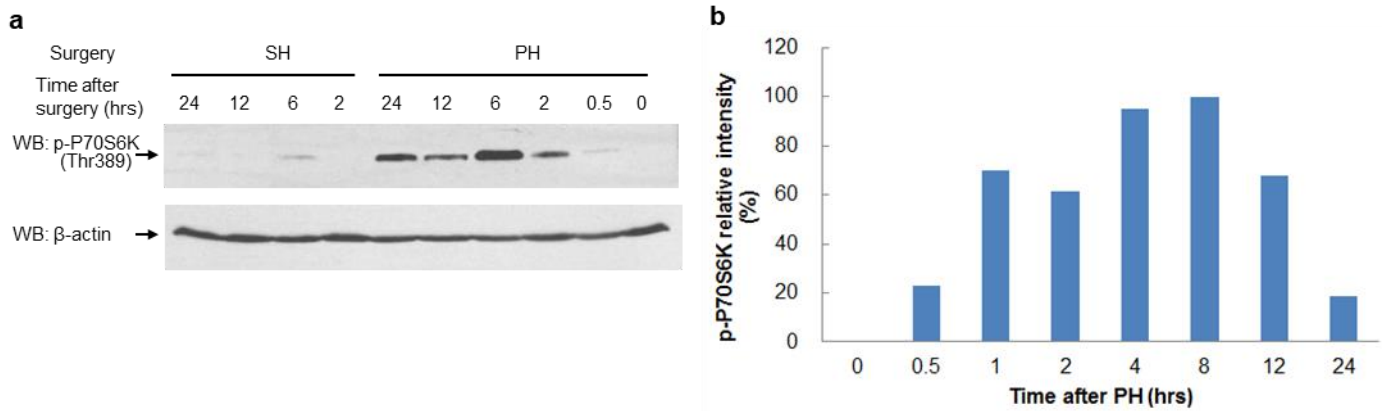 a
Surgery SH PH
Time after
surgery (hrs) 24 12 6 2 24 12 6 2 0.5 0
WB: p-P70S6K
(Thr389)
WB: β-actin
b
p-P70S6K relative intensity
(%)
120
100
80
60
40
20
0
0 0.5 1 2 4 8 12 24
Time after PH (hrs)